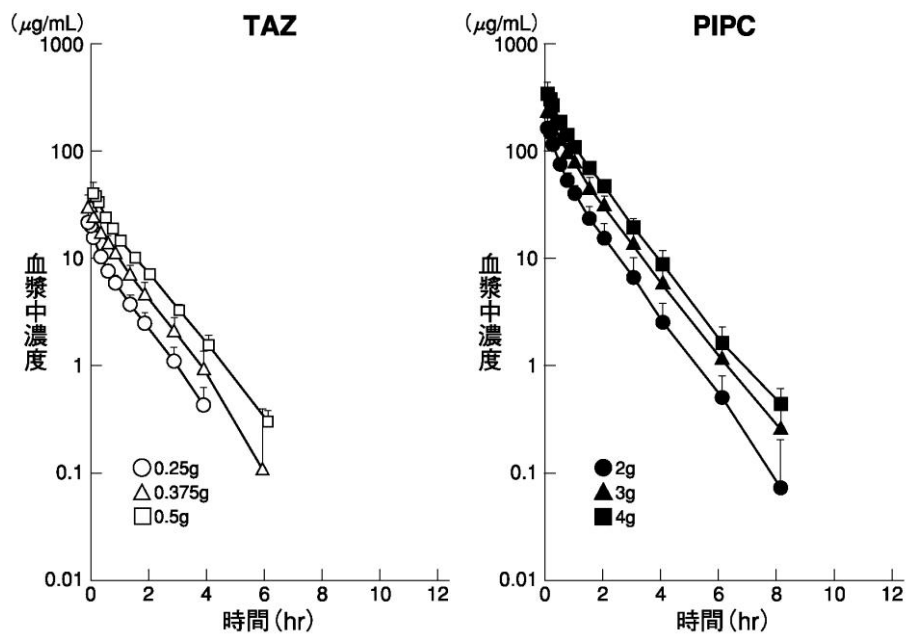 TAZ
(μg/mL)
1000
100
10
1
0.1
0.01
血漿中濃度
○0.25g
△0.375g
□0.5g
0 2 4 6 8 10 12
時間(hr)
PIPC
(μg/mL)
1000
100
10
1
0.1
0.01
血漿中濃度
●2g
▲3g
■4g
0 2 4 6 8 10 12
時間(hr)